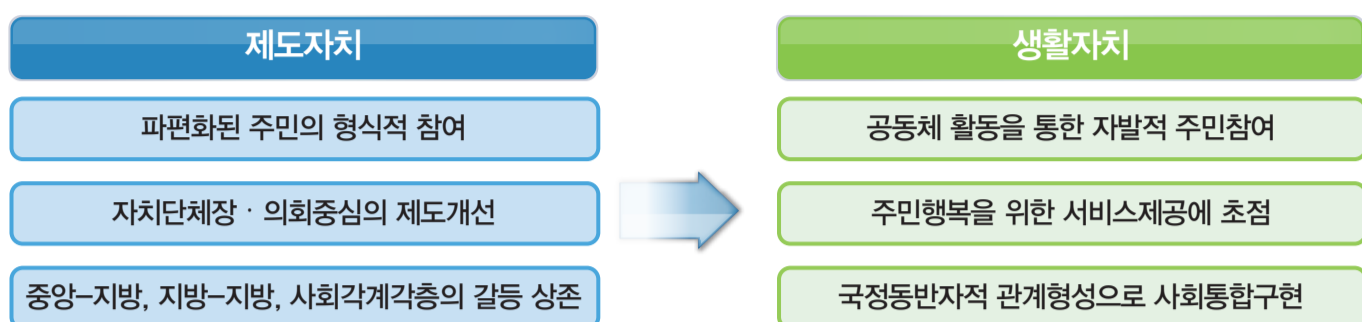 제도자치
파편화된 주민의 형식적 참여
자치단체장 · 의회중심의 제도개선
중앙–지방, 지방–지방, 사회각계각층의 갈등 상존
생활자치
공동체 활동을 통한 자발적 주민참여
주민행복을 위한 서비스제공에 초점
국정동반자적 관계형성으로 사회통합구현